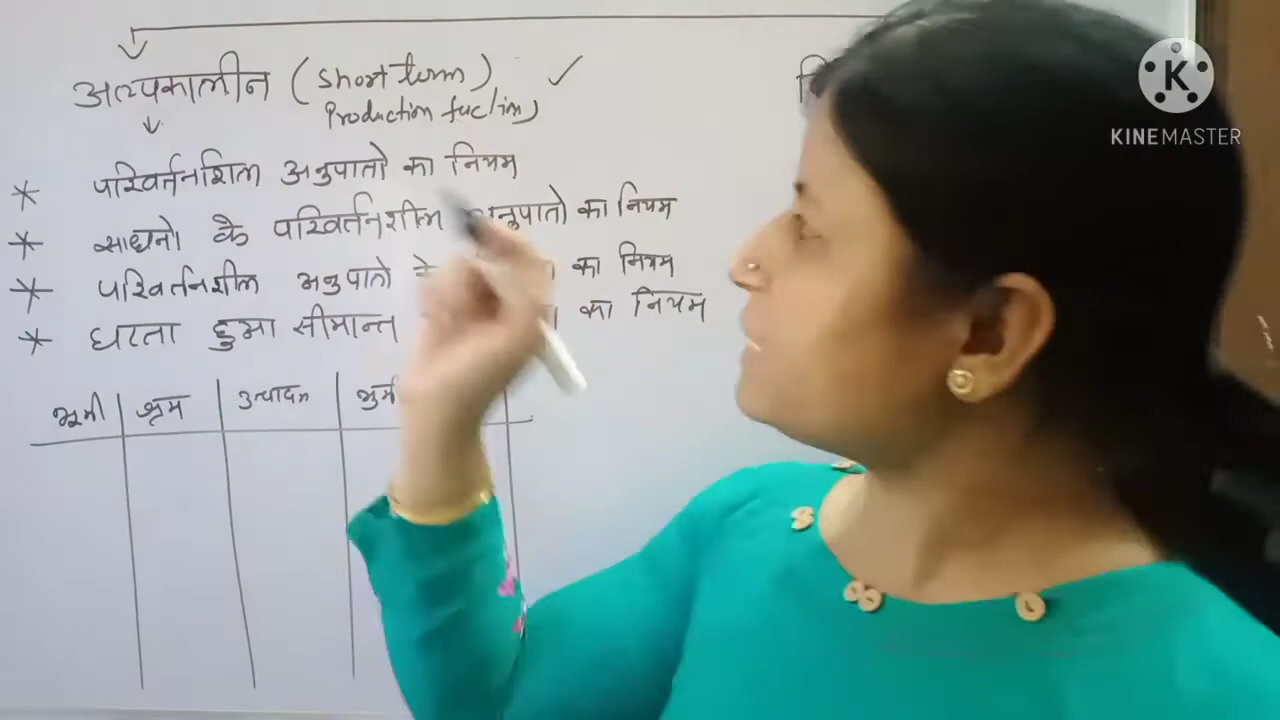 अल्पकालीन (Short term)
Production fuction)
परिवर्तनशिल अनुपातो का नियम
साधनो के परिवर्तनशील अनुपातो का नियम
परिवर्तनशील अनुपातो के का नियम
घटता हुआ सीमान्त का नियम
भूमी श्रम उत्पादन भुमी
KINEMASTER